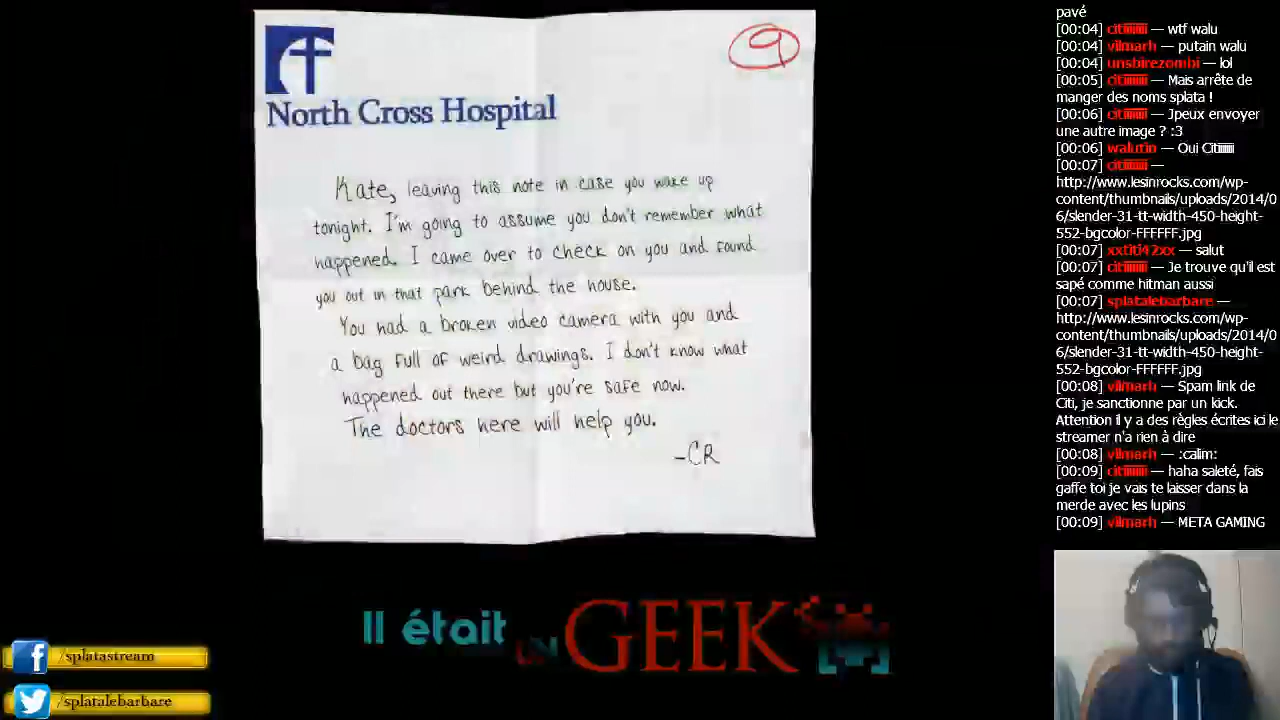 9
North Cross Hospital
Kate, leaving this note in case you wake up
tonight. I'm going to assume you don't remember what
happened. I came over to check on you and found
you out in that park behind the house.
You had a broken video camera with you and
a bag full of weird drawings. I don't know what
happened out there but you're safe now.
The doctors here will help you.
-CR
Il était UN GEEK
/splatastream
/splatalebarbare
pavé
[00:04] citiiiiiii — wtf walu
[00:04] vilmarh — putain walu
[00:04] unsbirezombi — lol
[00:05] citiiiiiii — Mais arrête de
manger des noms splata !
[00:06] citiiiiiii — Jpeux envoyer
une autre image ? :3
[00:06] walutin — Oui Citiiiii
[00:07] citiiiiiii —
http://www.lesinrocks.com/wp-
content/thumbnails/uploads/2014/0
6/slender-31-tt-width-450-height-
552-bgcolor-FFFFFF.jpg
[00:07] xxtiti42xx — salut
[00:07] citiiiiiii — Je trouve qu'il est
sapé comme hitman aussi
[00:07] splatalebarbare —
http://www.lesinrocks.com/wp-
content/thumbnails/uploads/2014/0
6/slender-31-tt-width-450-height-
552-bgcolor-FFFFFF.jpg
[00:08] vilmarh — Spam link de
Citi, je sanctionne par un kick.
Attention il y a des règles écrites ici le
streamer n'a rien à dire
[00:08] vilmarh — :calim:
[00:09] citiiiiiii — haha saleté, fais
gaffe toi je vais te laisser dans la
merde avec les lupins
[00:09] vilmarh — META GAMING